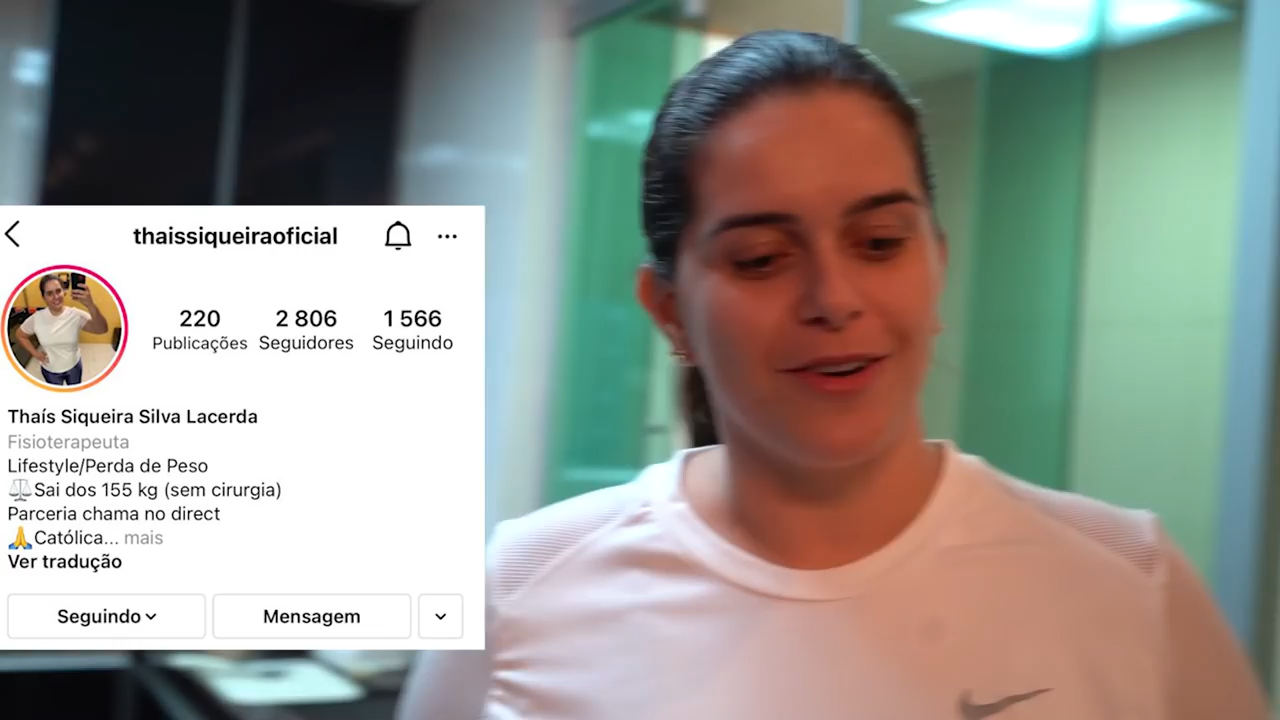 thaissiqueiraoficial
220
2 806
1 566
Publicações
Seguidores
Seguindo
Thaís Siqueira Silva Lacerda
Fisioterapeuta
Lifestyle/Perda de Peso
⚖️Sai dos 155 kg (sem cirurgia)
Parceria chama no direct
🙏Católica... mais
Ver tradução
Seguindo
Mensagem